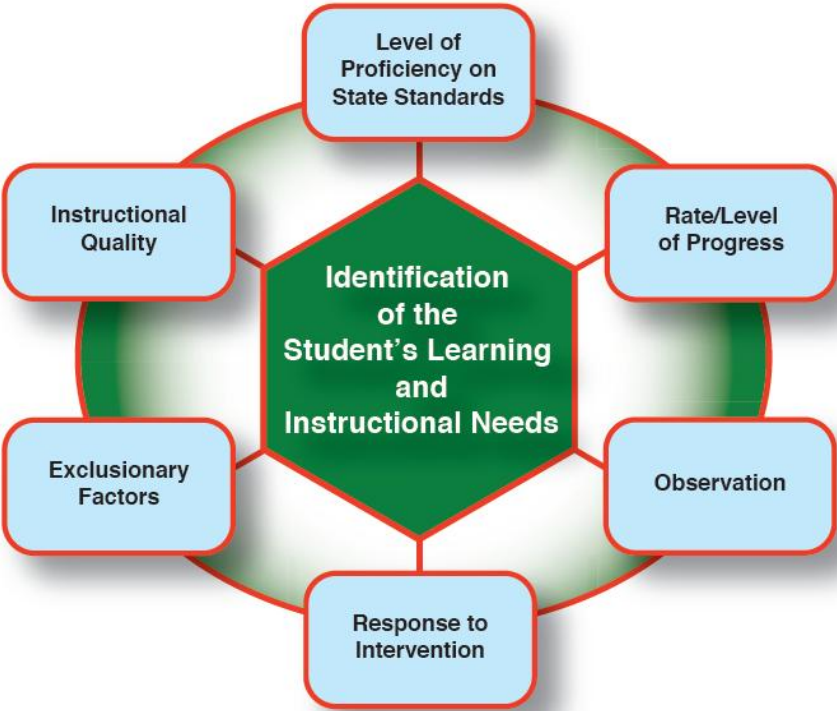 Level of
Proficiency on
State Standards
Instructional
Quality
Rate/Level
of Progress
Identification
of the
Student's Learning
and
Instructional Needs
Exclusionary
Factors
Observation
Response to
Intervention